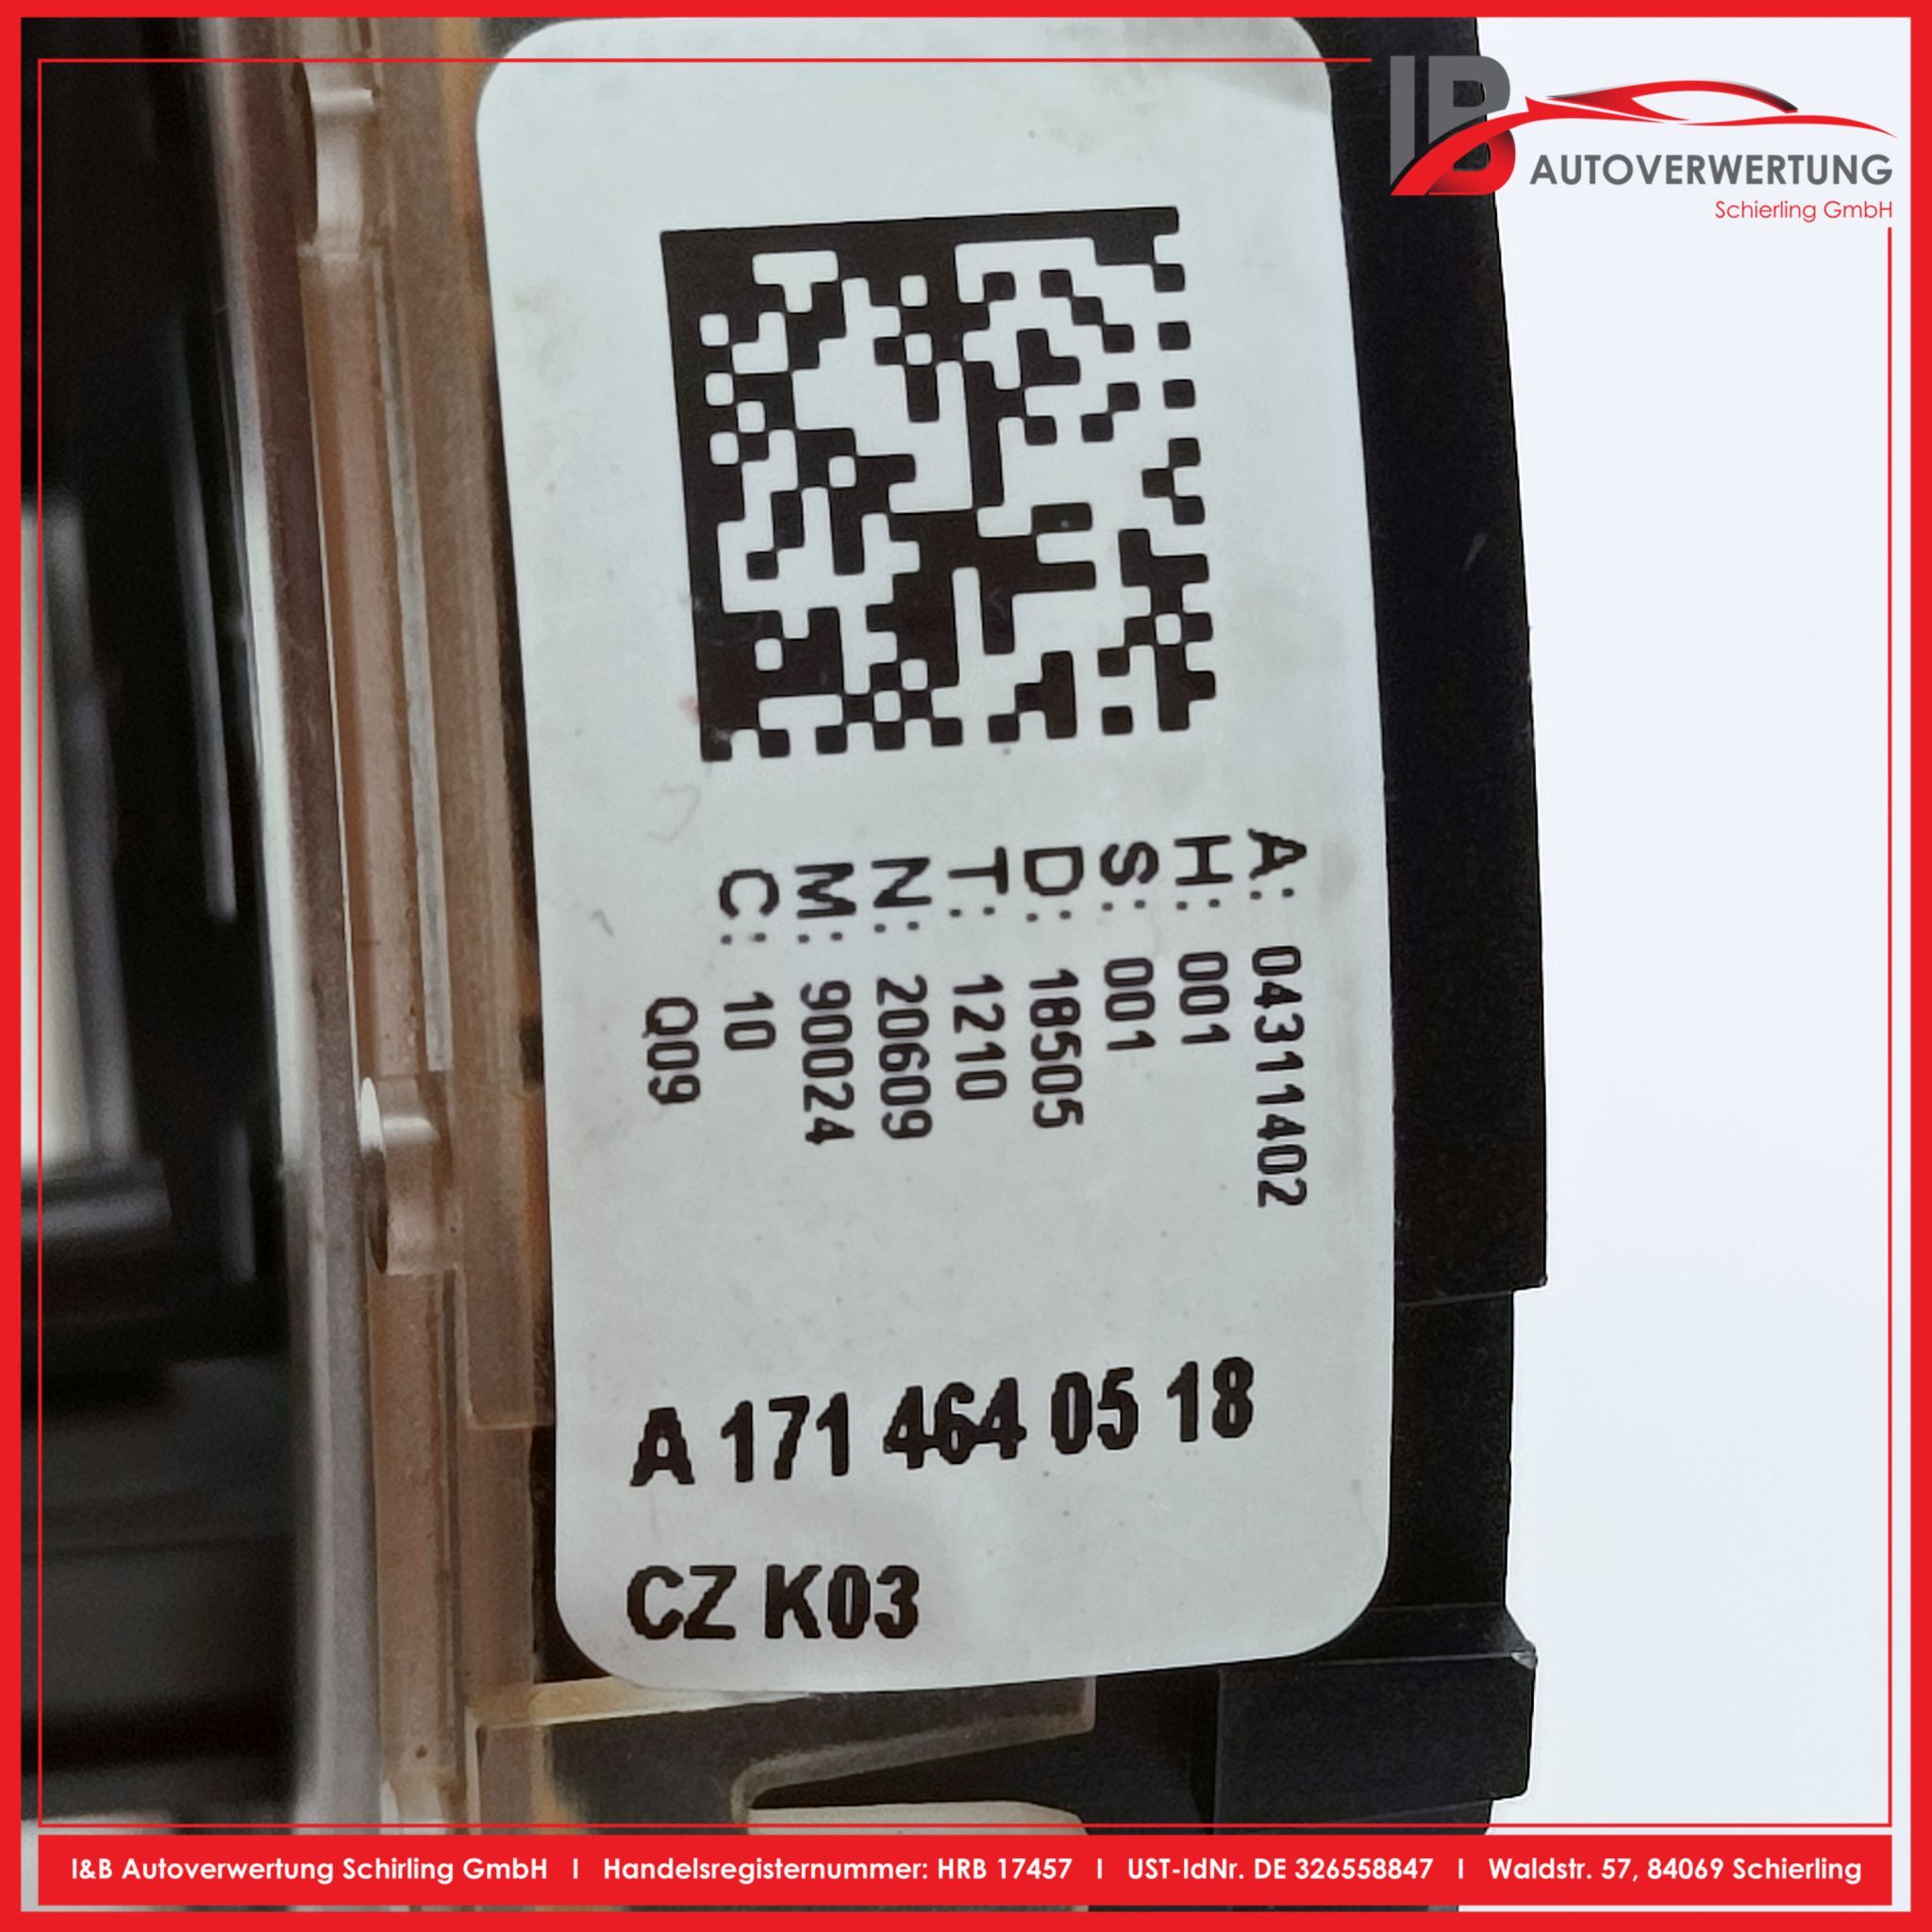 IB
AUTOVERWERTUNG
Schierling GmbH
A: 04311402
H: 001
S: 001
D: 18505
T: 1210
N: 20609
M: 90024
C: 10
Q09
A 171 464 05 18
CZ K03
I&B Autoverwertung Schirling GmbH I Handelsregisternummer: HRB 17457 I UST-IdNr. DE 326558847 I Waldstr. 57, 84069 Schierling